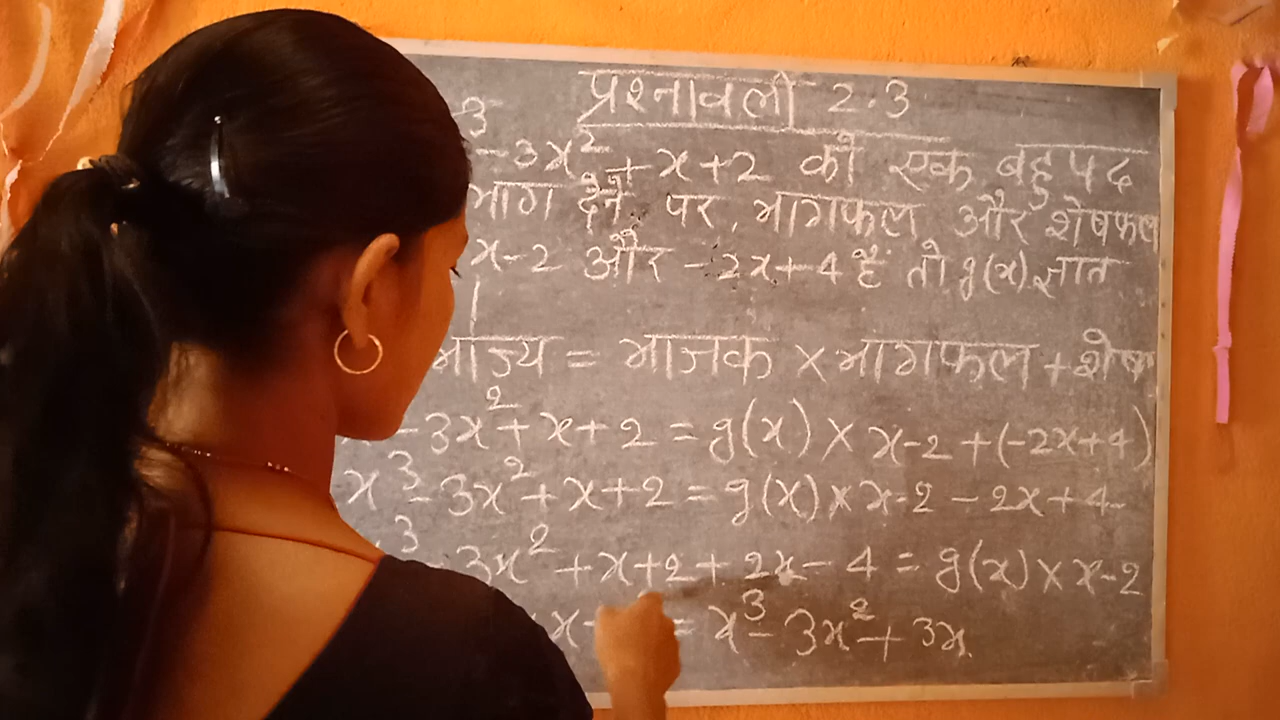 प्रश्नावली 2.3
3 - 3x² + x + 2 को एक बहुपद
भाग देने पर, भागफल और शेषफल
x-2 और -2x+4 हैं तो g(x) ज्ञात
भाज्य = भाजक × भागफल + शेष
- 3x² + x + 2 = g(x) × x-2 + (-2x+4)
x³ - 3x² + x + 2 = g(x) × x-2 - 2x + 4
3 - 3x² + x + 2 + 2x - 4 = g(x) × x-2
x - = x³ - 3x² + 3x